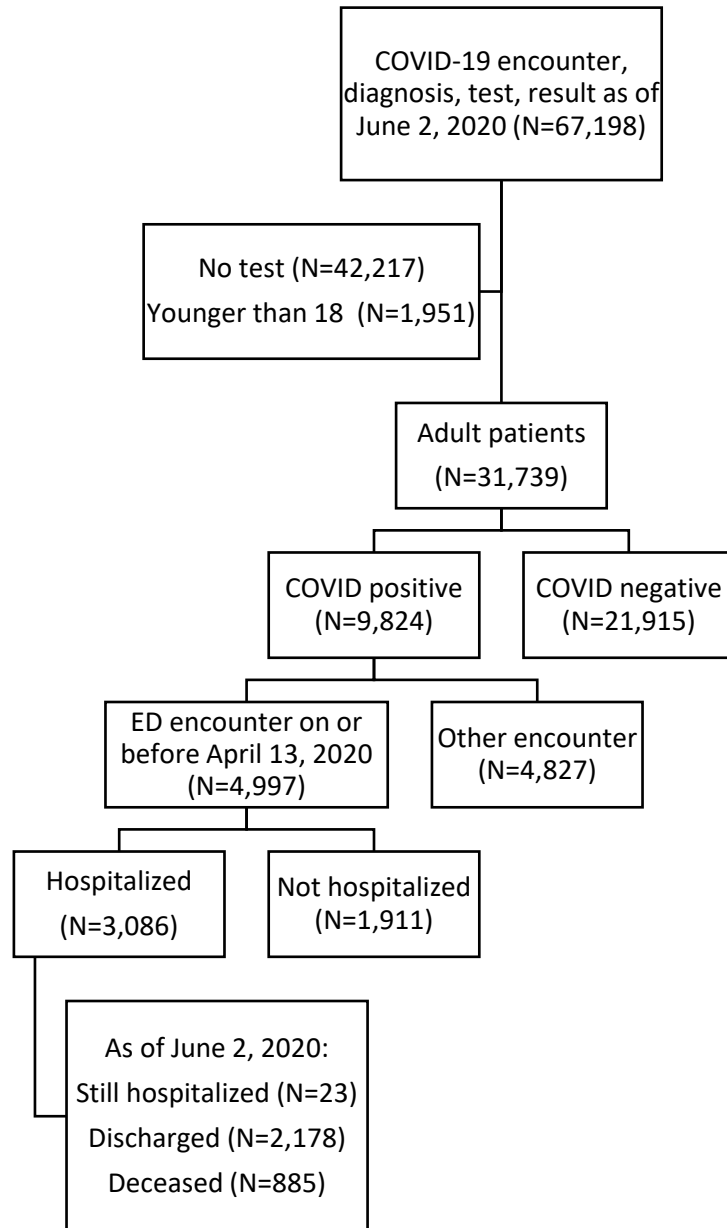 COVID-19 encounter,
diagnosis, test, result as of
June 2, 2020 (N=67,198)
No test (N=42,217)
Younger than 18  (N=1,951)
Adult patients
(N=31,739)
COVID positive
(N=9,824)
COVID negative
(N=21,915)
ED encounter on or
before April 13, 2020
(N=4,997)
Other encounter
(N=4,827)
Hospitalized
(N=3,086)
Not hospitalized
(N=1,911)
As of June 2, 2020:
Still hospitalized (N=23)
Discharged (N=2,178)
Deceased (N=885)